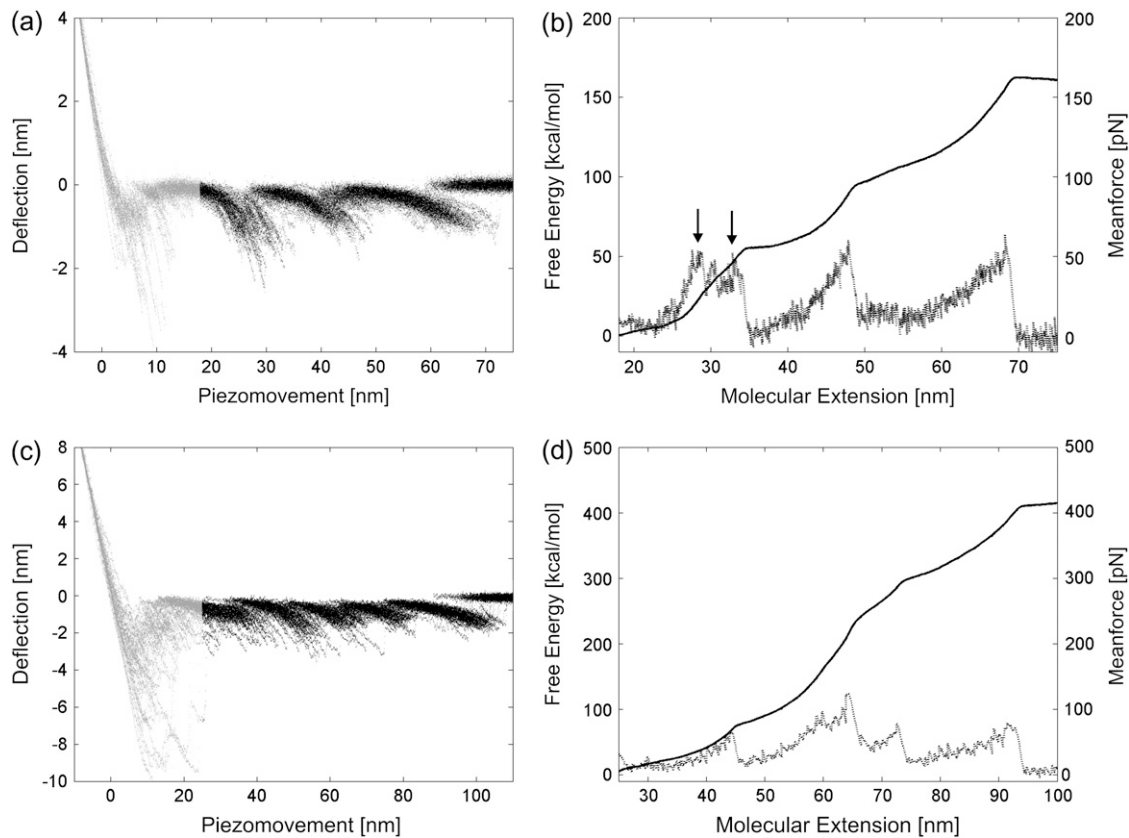 (a)
4
2
0
-2
-4
Deflection [nm]
0 10 20 30 40 50 60 70
Piezomovement [nm]
(b)
200
150
100
50
0
Free Energy [kcal/mol]
200
150
100
50
0
Meanforce [pN]
20 30 40 50 60 70
Molecular Extension [nm]
(c)
8
6
4
2
0
-2
-4
-6
-8
-10
Deflection [nm]
0 20 40 60 80 100
Piezomovement [nm]
(d)
500
400
300
200
100
0
Free Energy [kcal/mol]
500
400
300
200
100
0
Meanforce [pN]
30 40 50 60 70 80 90 100
Molecular Extension [nm]